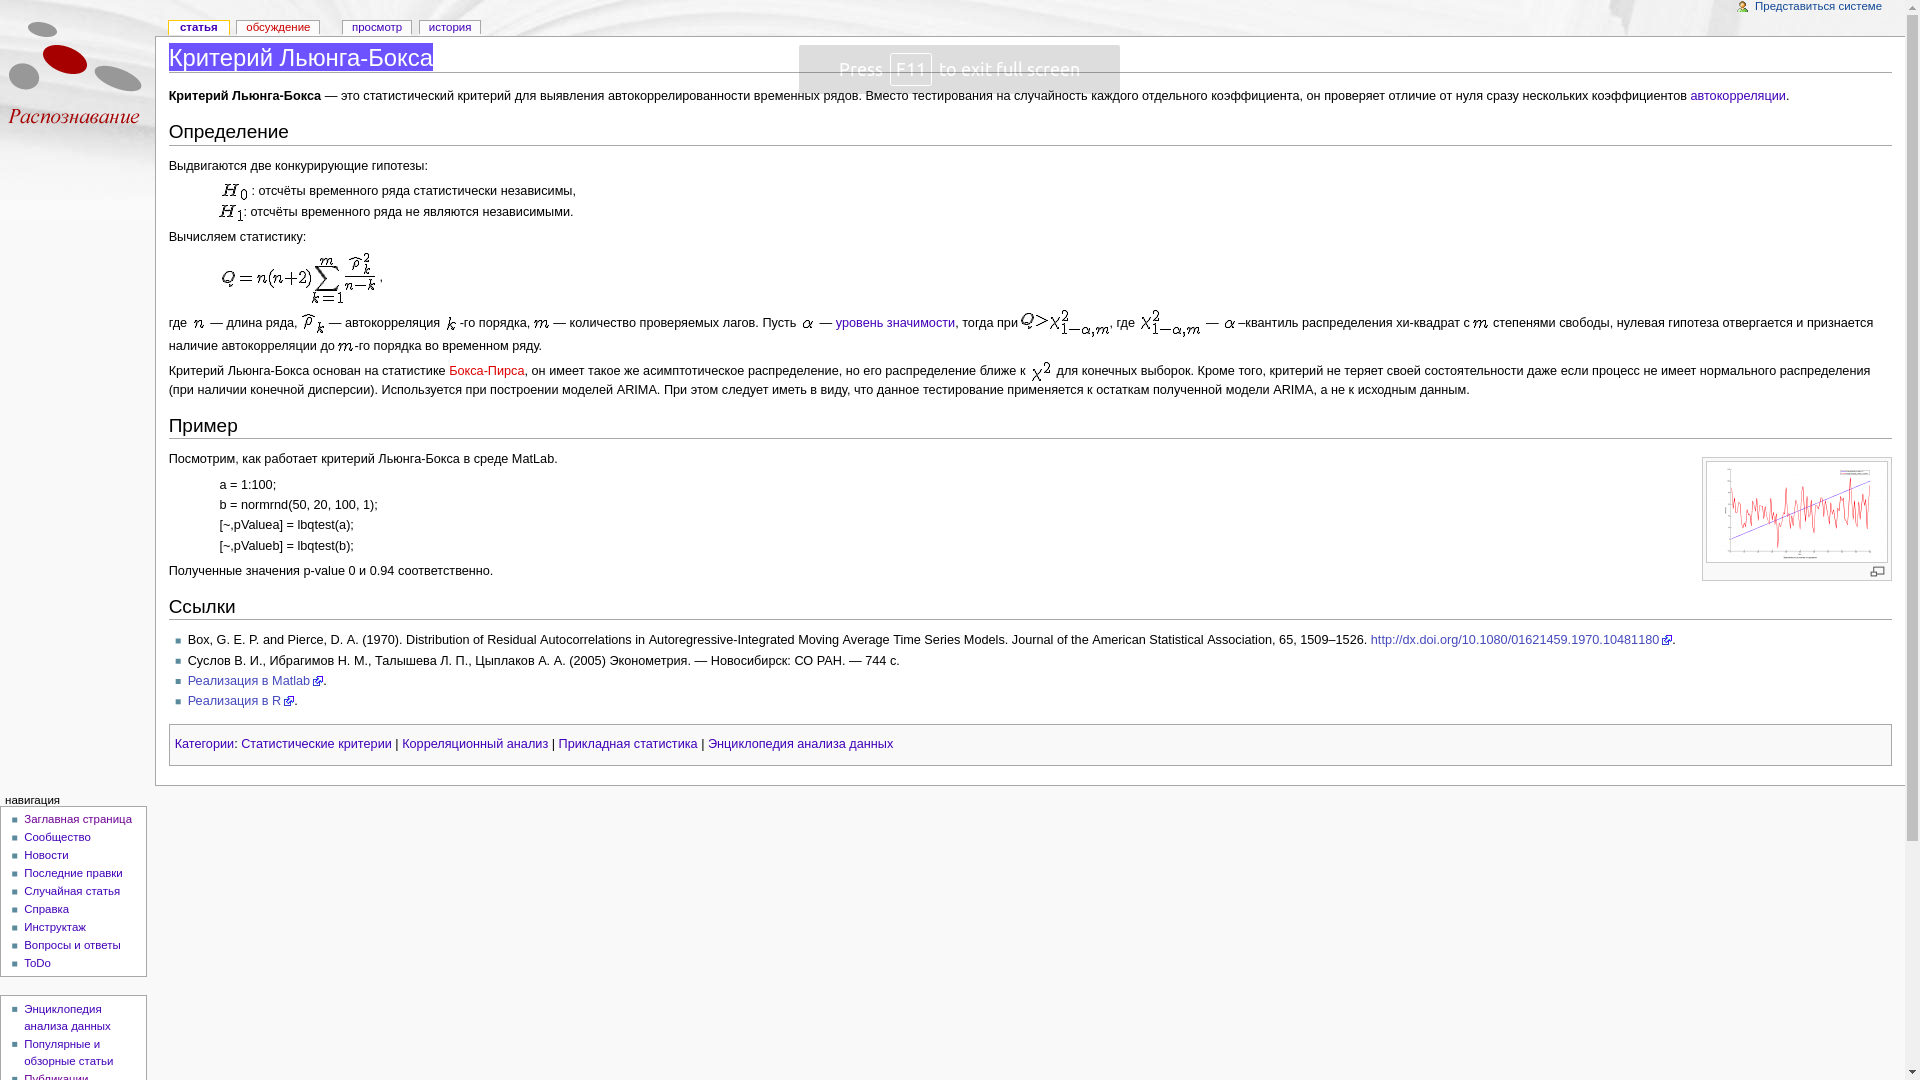 Представиться системе
статья обсуждение просмотр история
Критерий Льюнга-Бокса
Press F11 to exit full screen
Распознавание
Критерий Льюнга-Бокса — это статистический критерий для выявления автокоррелированности временных рядов. Вместо тестирования на случайность каждого отдельного коэффициента, он проверяет отличие от нуля сразу нескольких коэффициентов автокорреляции.
Определение
Выдвигаются две конкурирующие гипотезы:
H_0 : отсчёты временного ряда статистически независимы,
H_1: отсчёты временного ряда не являются независимыми.
Вычисляем статистику:
Q = n(n+2) \sum_{k=1}^{m} \frac{\hat{\rho}_k^2}{n-k} ,
где n — длина ряда, \hat{\rho}_k — автокорреляция k -го порядка, m — количество проверяемых лагов. Пусть α — уровень значимости, тогда при Q>χ^2_{1−α,m}, где χ^2_{1−α,m} — α –квантиль распределения хи-квадрат с m степенями свободы, нулевая гипотеза отвергается и признается
наличие автокорреляции до m-го порядка во временном ряду.
Критерий Льюнга-Бокса основан на статистике Бокса-Пирса, он имеет такое же асимптотическое распределение, но его распределение ближе к χ^2 для конечных выборок. Кроме того, критерий не теряет своей состоятельности даже если процесс не имеет нормального распределения
(при наличии конечной дисперсии). Используется при построении моделей ARIMA. При этом следует иметь в виду, что данное тестирование применяется к остаткам полученной модели ARIMA, а не к исходным данным.
Пример
Посмотрим, как работает критерий Льюнга-Бокса в среде MatLab.
a = 1:100;
b = normrnd(50, 20, 100, 1);
[~,pValuea] = lbqtest(a);
[~,pValueb] = lbqtest(b);
Полученные значения p-value 0 и 0.94 соответственно.
Ссылки
Box, G. E. P. and Pierce, D. A. (1970). Distribution of Residual Autocorrelations in Autoregressive-Integrated Moving Average Time Series Models. Journal of the American Statistical Association, 65, 1509–1526. http://dx.doi.org/10.1080/01621459.1970.10481180.
Суслов В. И., Ибрагимов Н. М., Талышева Л. П., Цыплаков А. А. (2005) Эконометрия. — Новосибирск: СО РАН. — 744 с.
Реализация в Matlab.
Реализация в R.
Категории: Статистические критерии | Корреляционный анализ | Прикладная статистика | Энциклопедия анализа данных
навигация
Заглавная страница
Сообщество
Новости
Последние правки
Случайная статья
Справка
Инструктаж
Вопросы и ответы
ToDo
Энциклопедия
анализа данных
Популярные и
обзорные статьи
Публикации